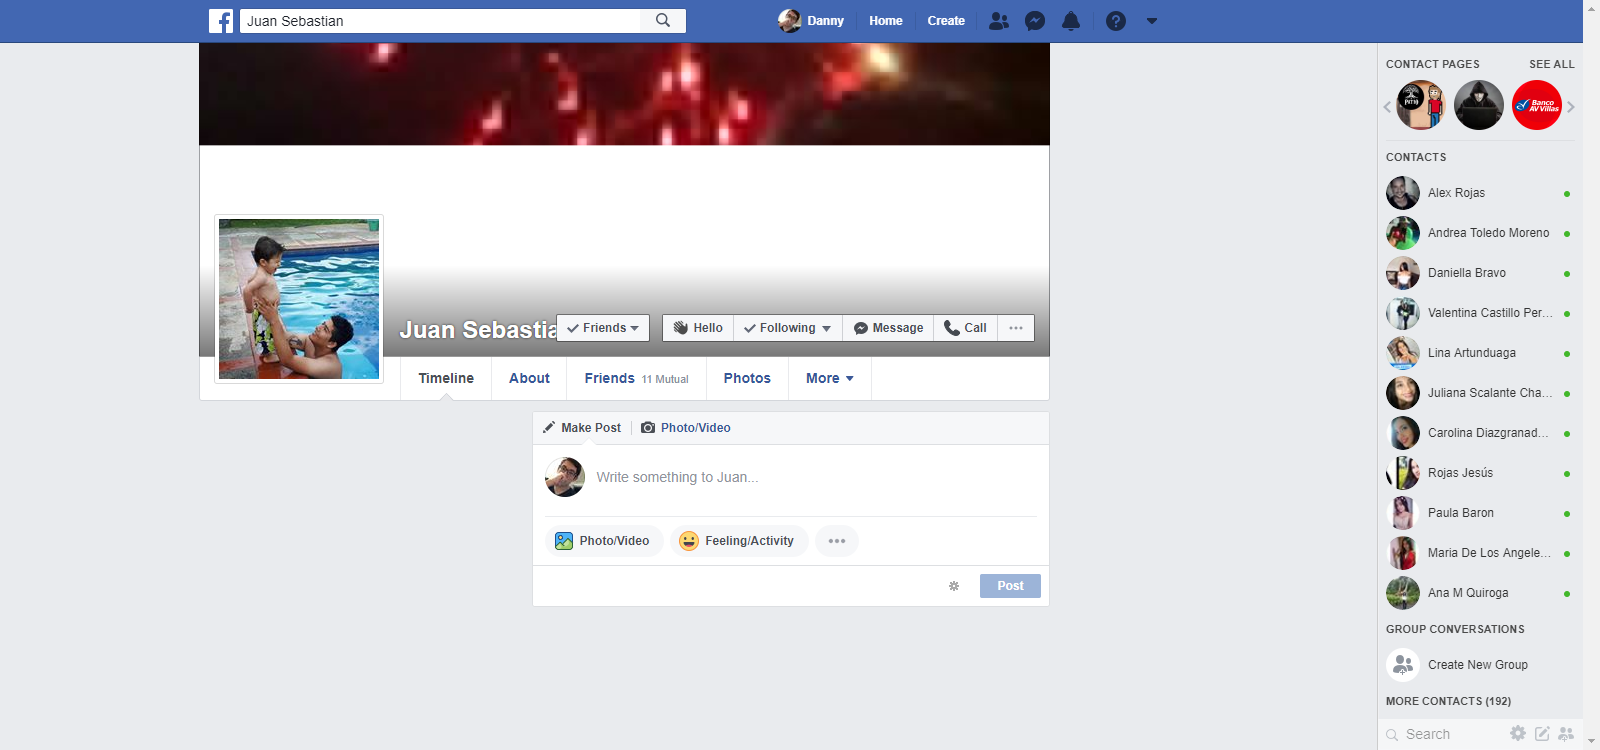 Juan Sebastian
Danny
Home
Create
CONTACT PAGES
SEE ALL
Banco
AV Villas
CONTACTS
Alex Rojas
Andrea Toledo Moreno
Daniella Bravo
Valentina Castillo Per...
Lina Artunduaga
Juliana Scalante Cha...
Carolina Diazgranad...
Rojas Jesús
Paula Baron
Maria De Los Angele...
Ana M Quiroga
GROUP CONVERSATIONS
Create New Group
MORE CONTACTS (192)
Search
Juan Sebastia
Friends
Hello
Following
Message
Call
Timeline
About
Friends 11 Mutual
Photos
More
Make Post
Photo/Video
Write something to Juan...
Photo/Video
Feeling/Activity
Post